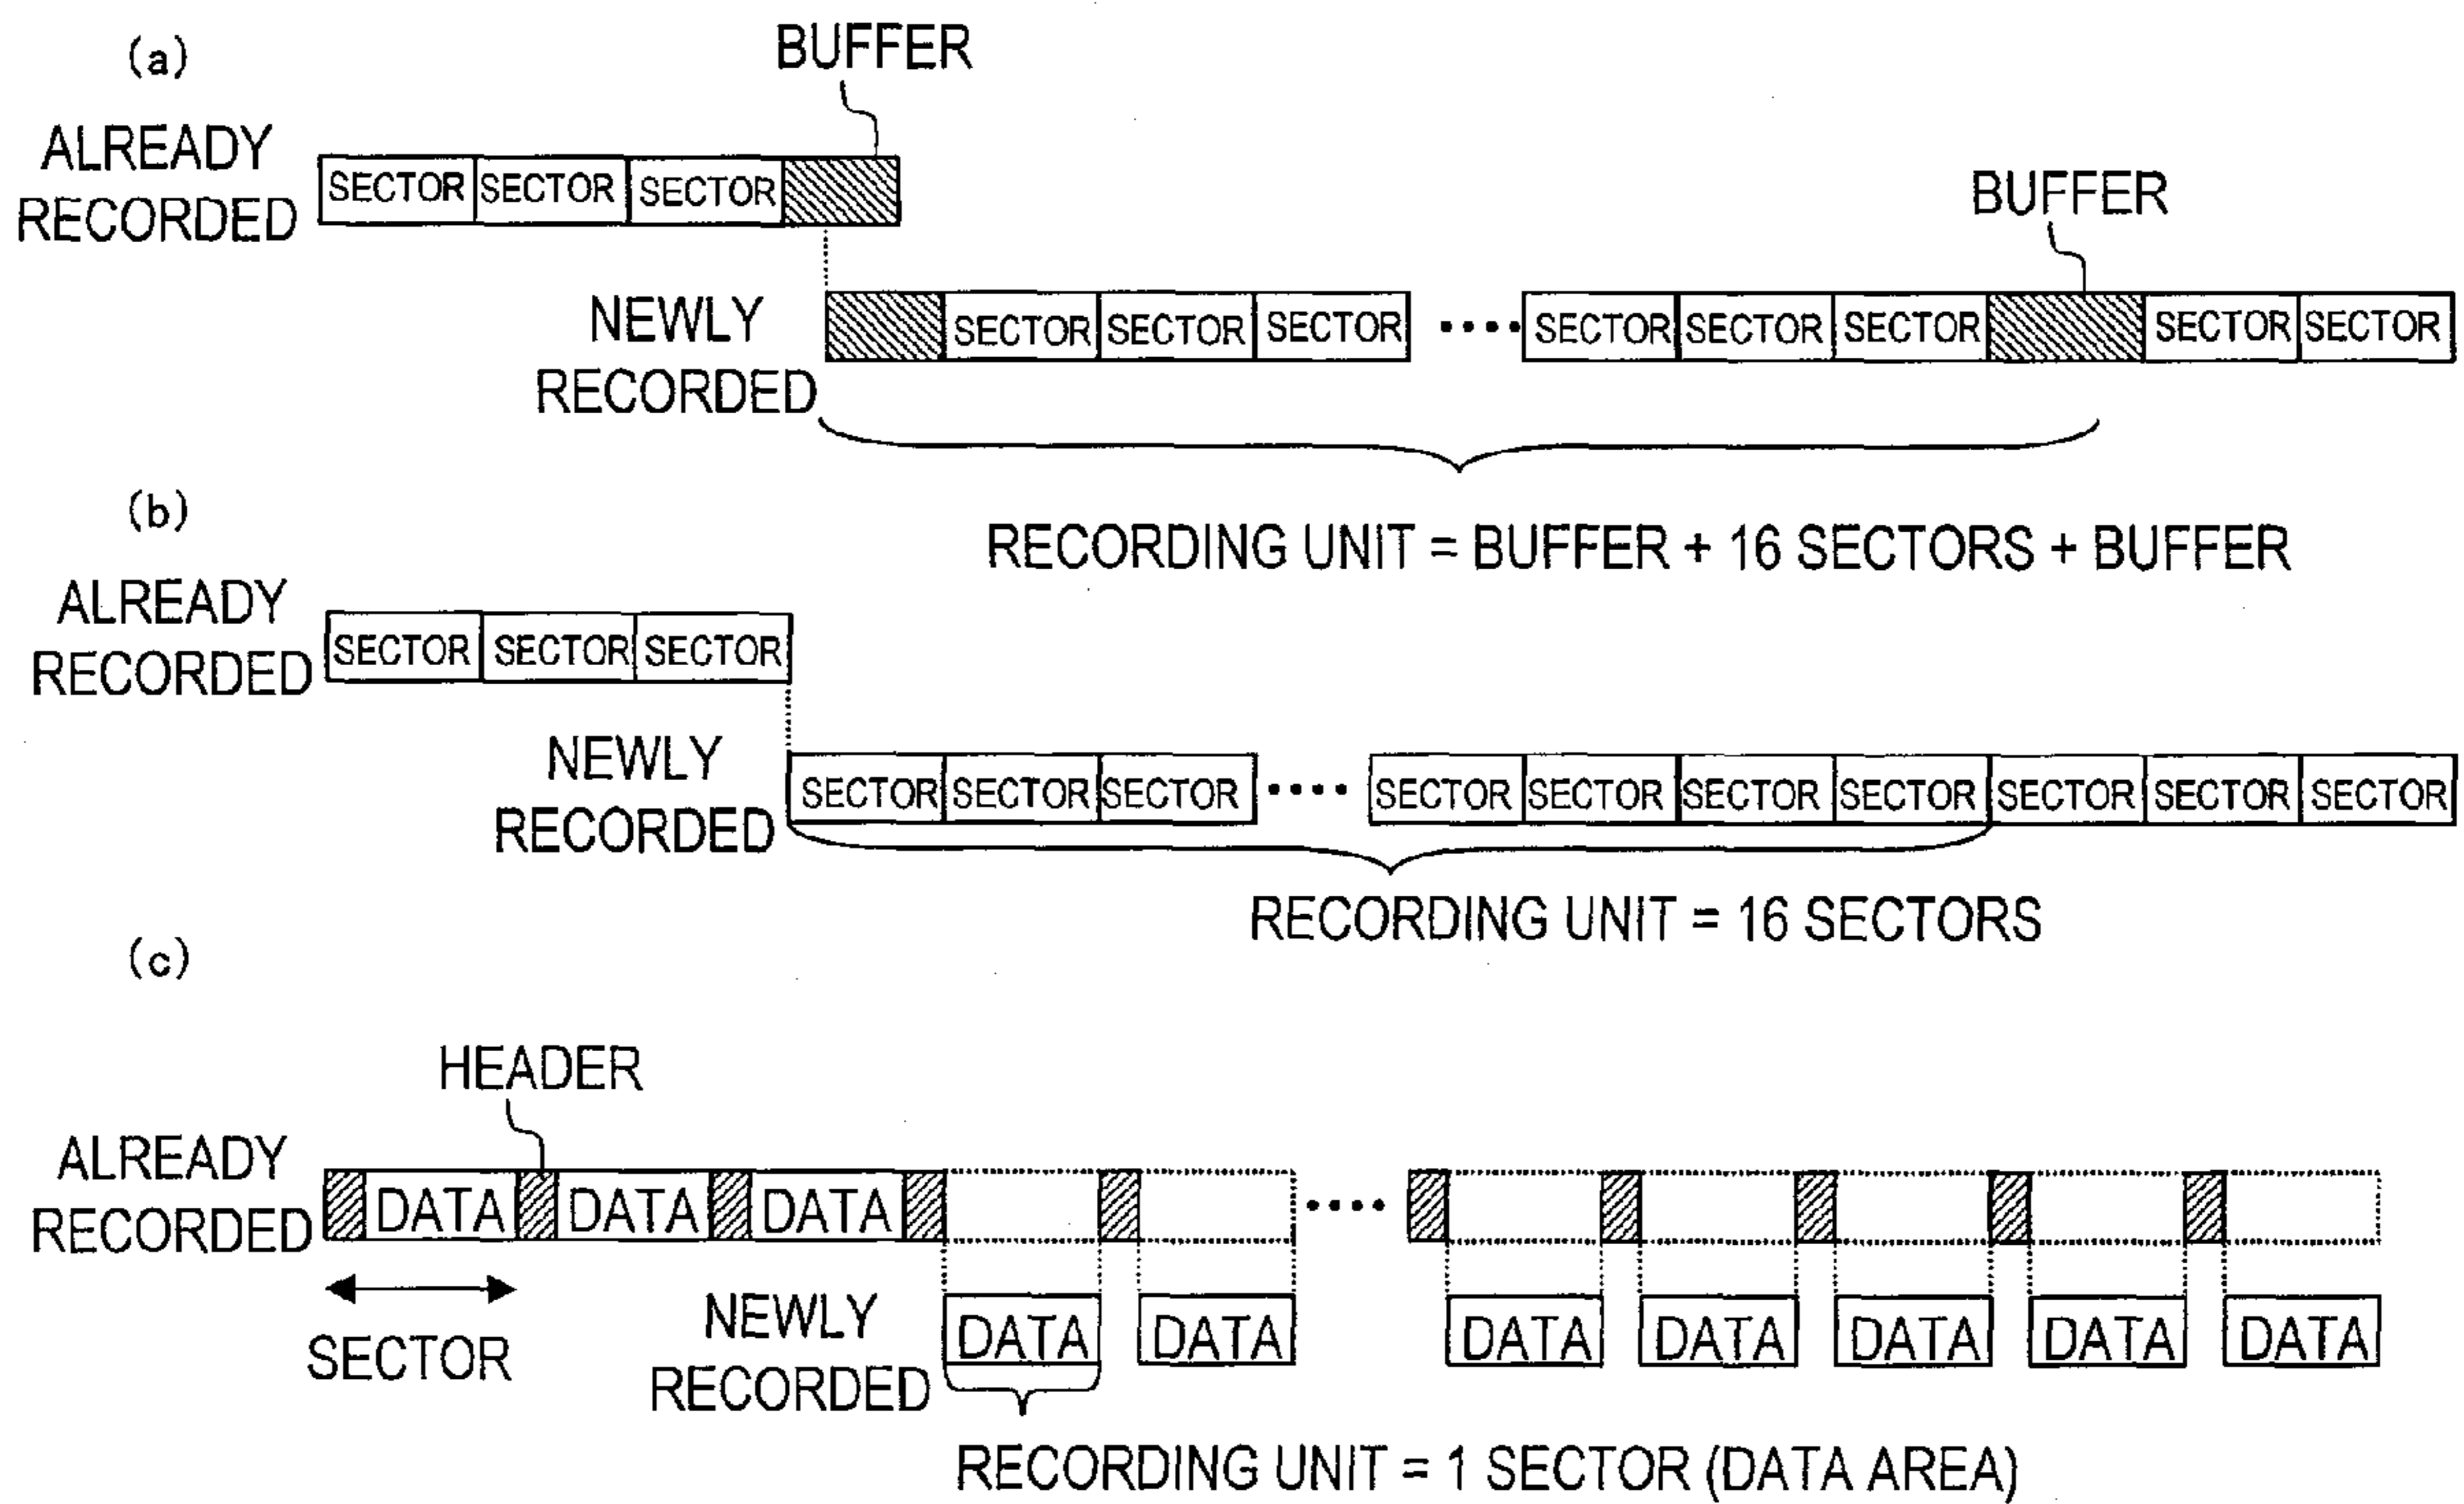 (a)
BUFFER
ALREADY
RECORDED
SECTOR SECTOR SECTOR
BUFFER
NEWLY
RECORDED
SECTOR SECTOR SECTOR •••• SECTOR SECTOR SECTOR SECTOR SECTOR
RECORDING UNIT = BUFFER + 16 SECTORS + BUFFER
(b)
ALREADY
RECORDED
SECTOR SECTOR SECTOR
NEWLY
RECORDED
SECTOR SECTOR SECTOR •••• SECTOR SECTOR SECTOR SECTOR SECTOR SECTOR SECTOR
RECORDING UNIT = 16 SECTORS
(c)
HEADER
ALREADY
RECORDED
DATA DATA DATA ••••
SECTOR
NEWLY
RECORDED
DATA DATA DATA DATA DATA DATA DATA
RECORDING UNIT = 1 SECTOR (DATA AREA)